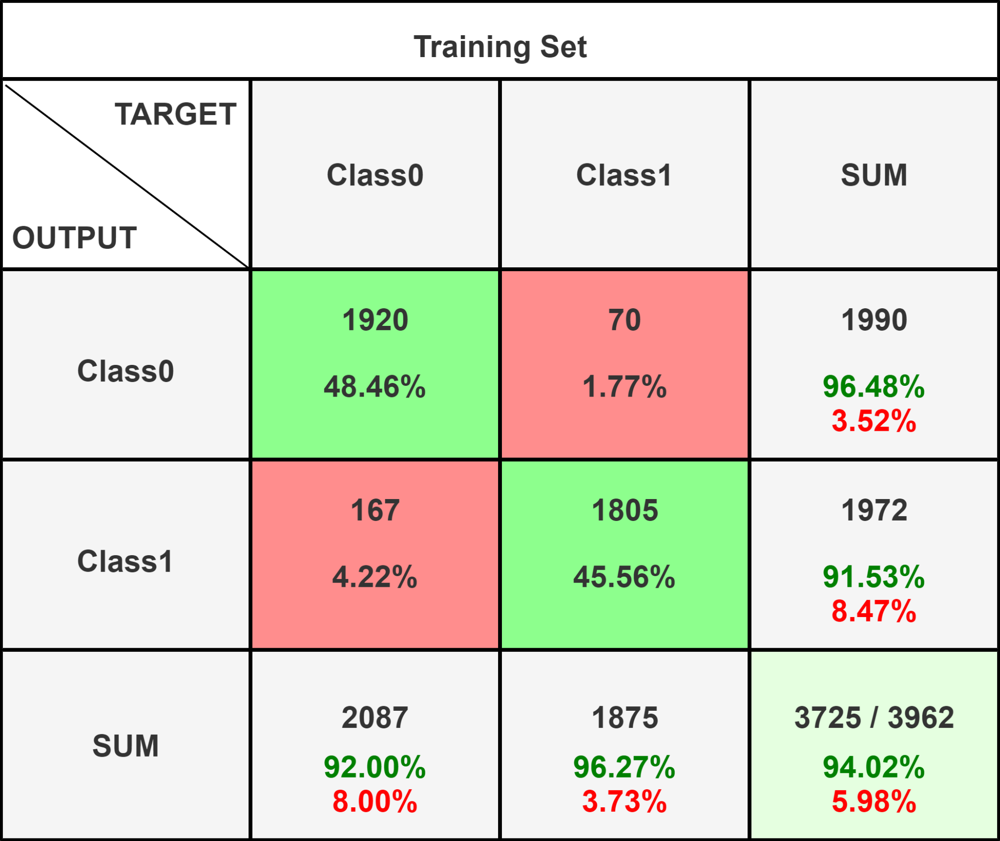 Training Set
TARGET
OUTPUT
Class0
Class1
SUM
Class0
1920
48.46%
70
1.77%
1990
96.48%
3.52%
Class1
167
4.22%
1805
45.56%
1972
91.53%
8.47%
SUM
2087
92.00%
8.00%
1875
96.27%
3.73%
3725 / 3962
94.02%
5.98%